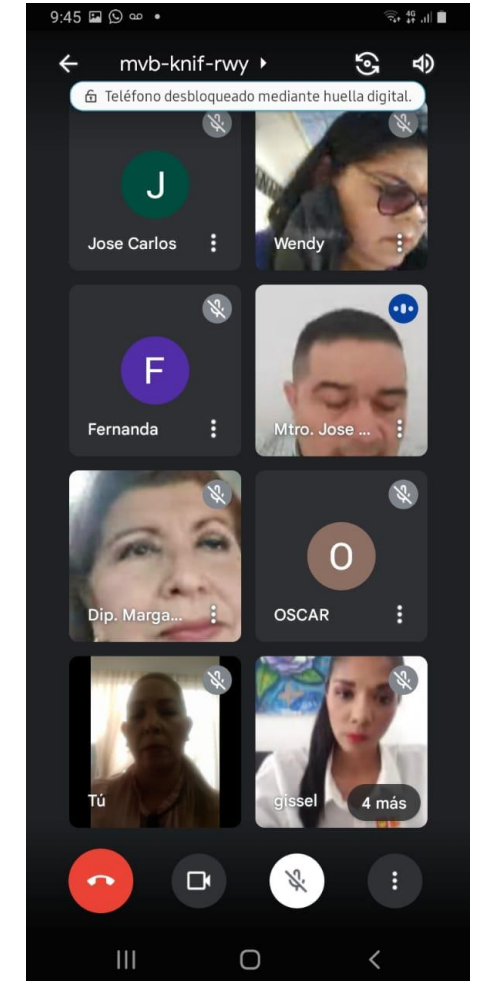 9:45
4G
mvb-knif-rwy
Teléfono desbloqueado mediante huella digital.
J
Jose Carlos
Wendy
F
Fernanda
Mtro. Jose ...
Dip. Marga...
O
OSCAR
Tú
gissel
4 más